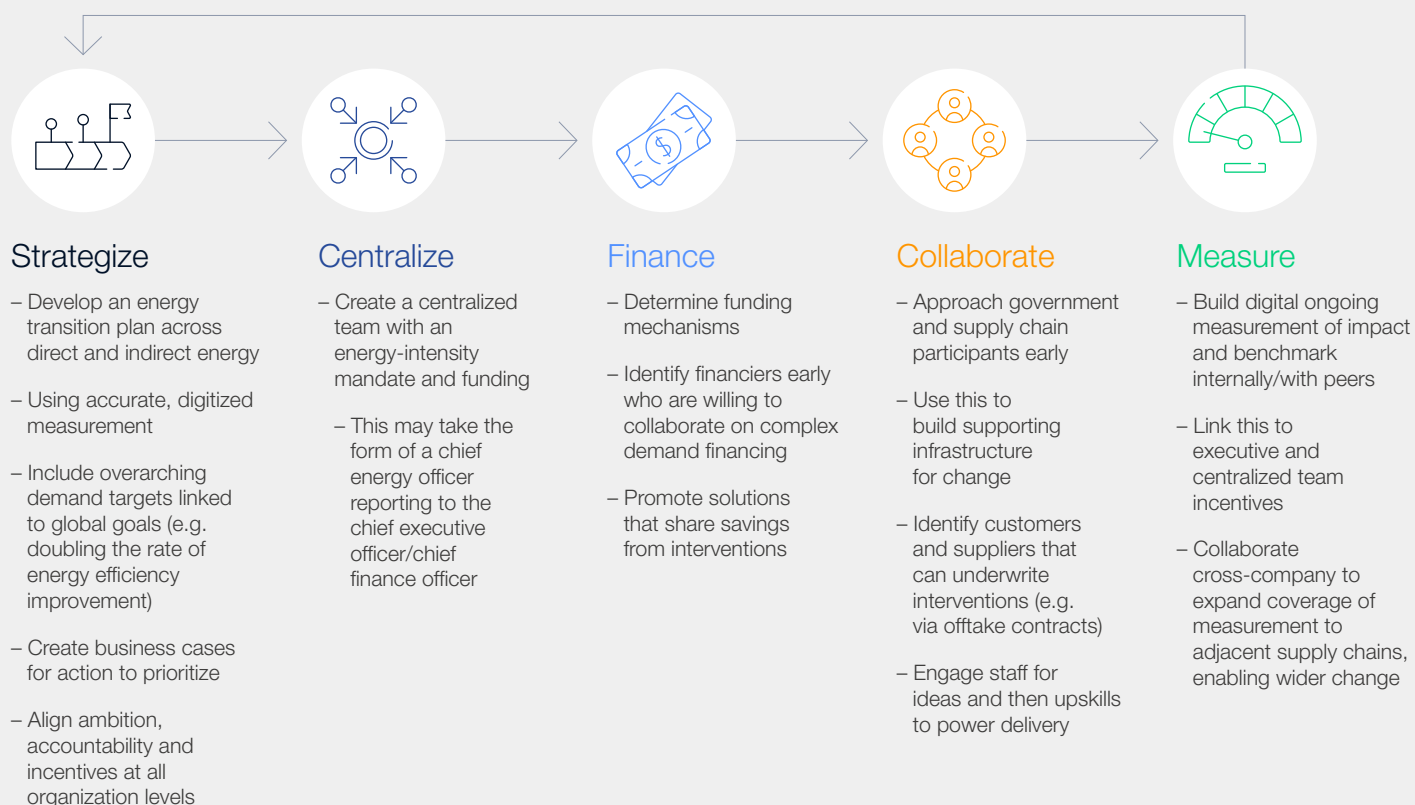 Strategize
– Develop an energy
transition plan across
direct and indirect energy
– Using accurate, digitized
measurement
– Include overarching
demand targets linked
to global goals (e.g.
doubling the rate of
energy efficiency
improvement)
– Create business cases
for action to prioritize
– Align ambition,
accountability and
incentives at all
organization levels
Centralize
– Create a centralized
team with an
energy-intensity
mandate and funding
– This may take the
form of a chief
energy officer
reporting to the
chief executive
officer/chief
finance officer
$
Finance
– Determine funding
mechanisms
– Identify financiers early
who are willing to
collaborate on complex
demand financing
– Promote solutions
that share savings
from interventions
Collaborate
– Approach government
and supply chain
participants early
– Use this to
build supporting
infrastructure
for change
– Identify customers
and suppliers that
can underwrite
interventions (e.g.
via offtake contracts)
– Engage staff for
ideas and then upskills
to power delivery
Measure
– Build digital ongoing
measurement of impact
and benchmark
internally/with peers
– Link this to
executive and
centralized team
incentives
– Collaborate
cross-company to
expand coverage of
measurement to
adjacent supply chains,
enabling wider change